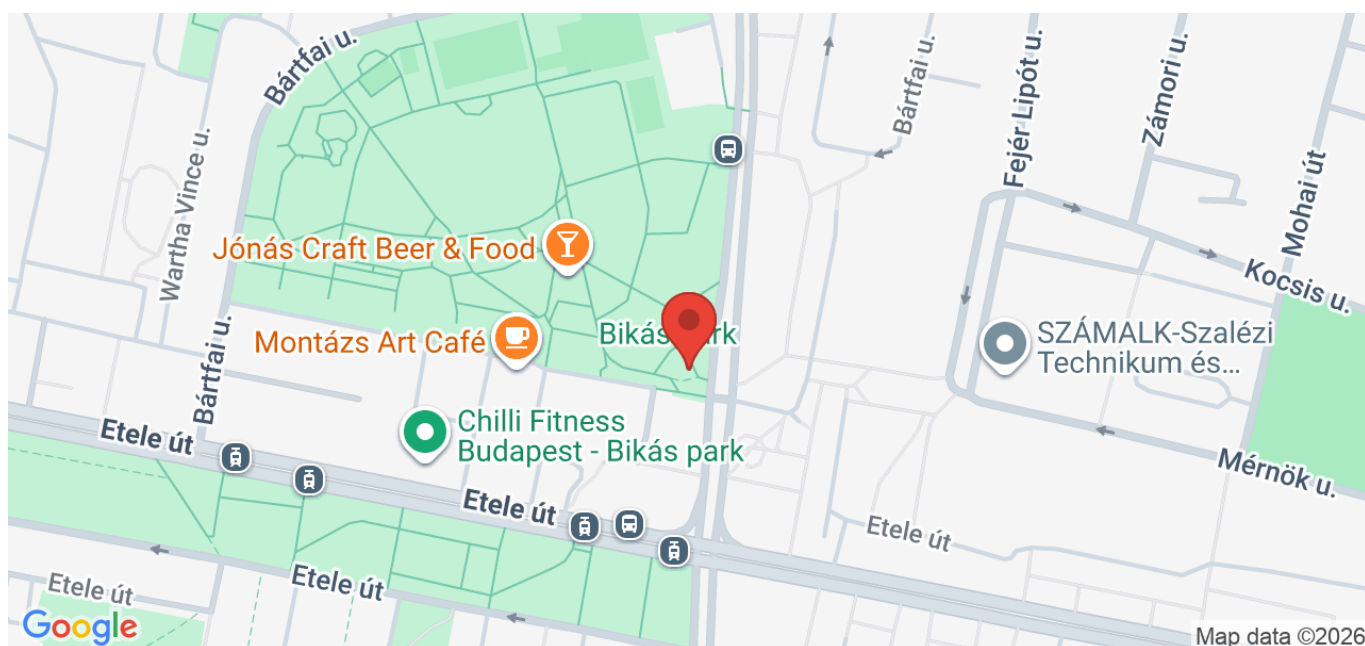 Bártfai u.
Bártfai u.
Fejér Lipót u.
Zámori u.
Mohai út
Wartha Vince u.
Jónás Craft Beer & Food
Kocsis u.
Montázs Art Café
Bikás park
SZÁMALK-Szalézi
Technikum és...
Bártfai u.
Chilli Fitness
Budapest - Bikás park
Etele út
Mérnök u.
Etele út
Etele út
Etele út
Etele út
Google
Map data ©2026